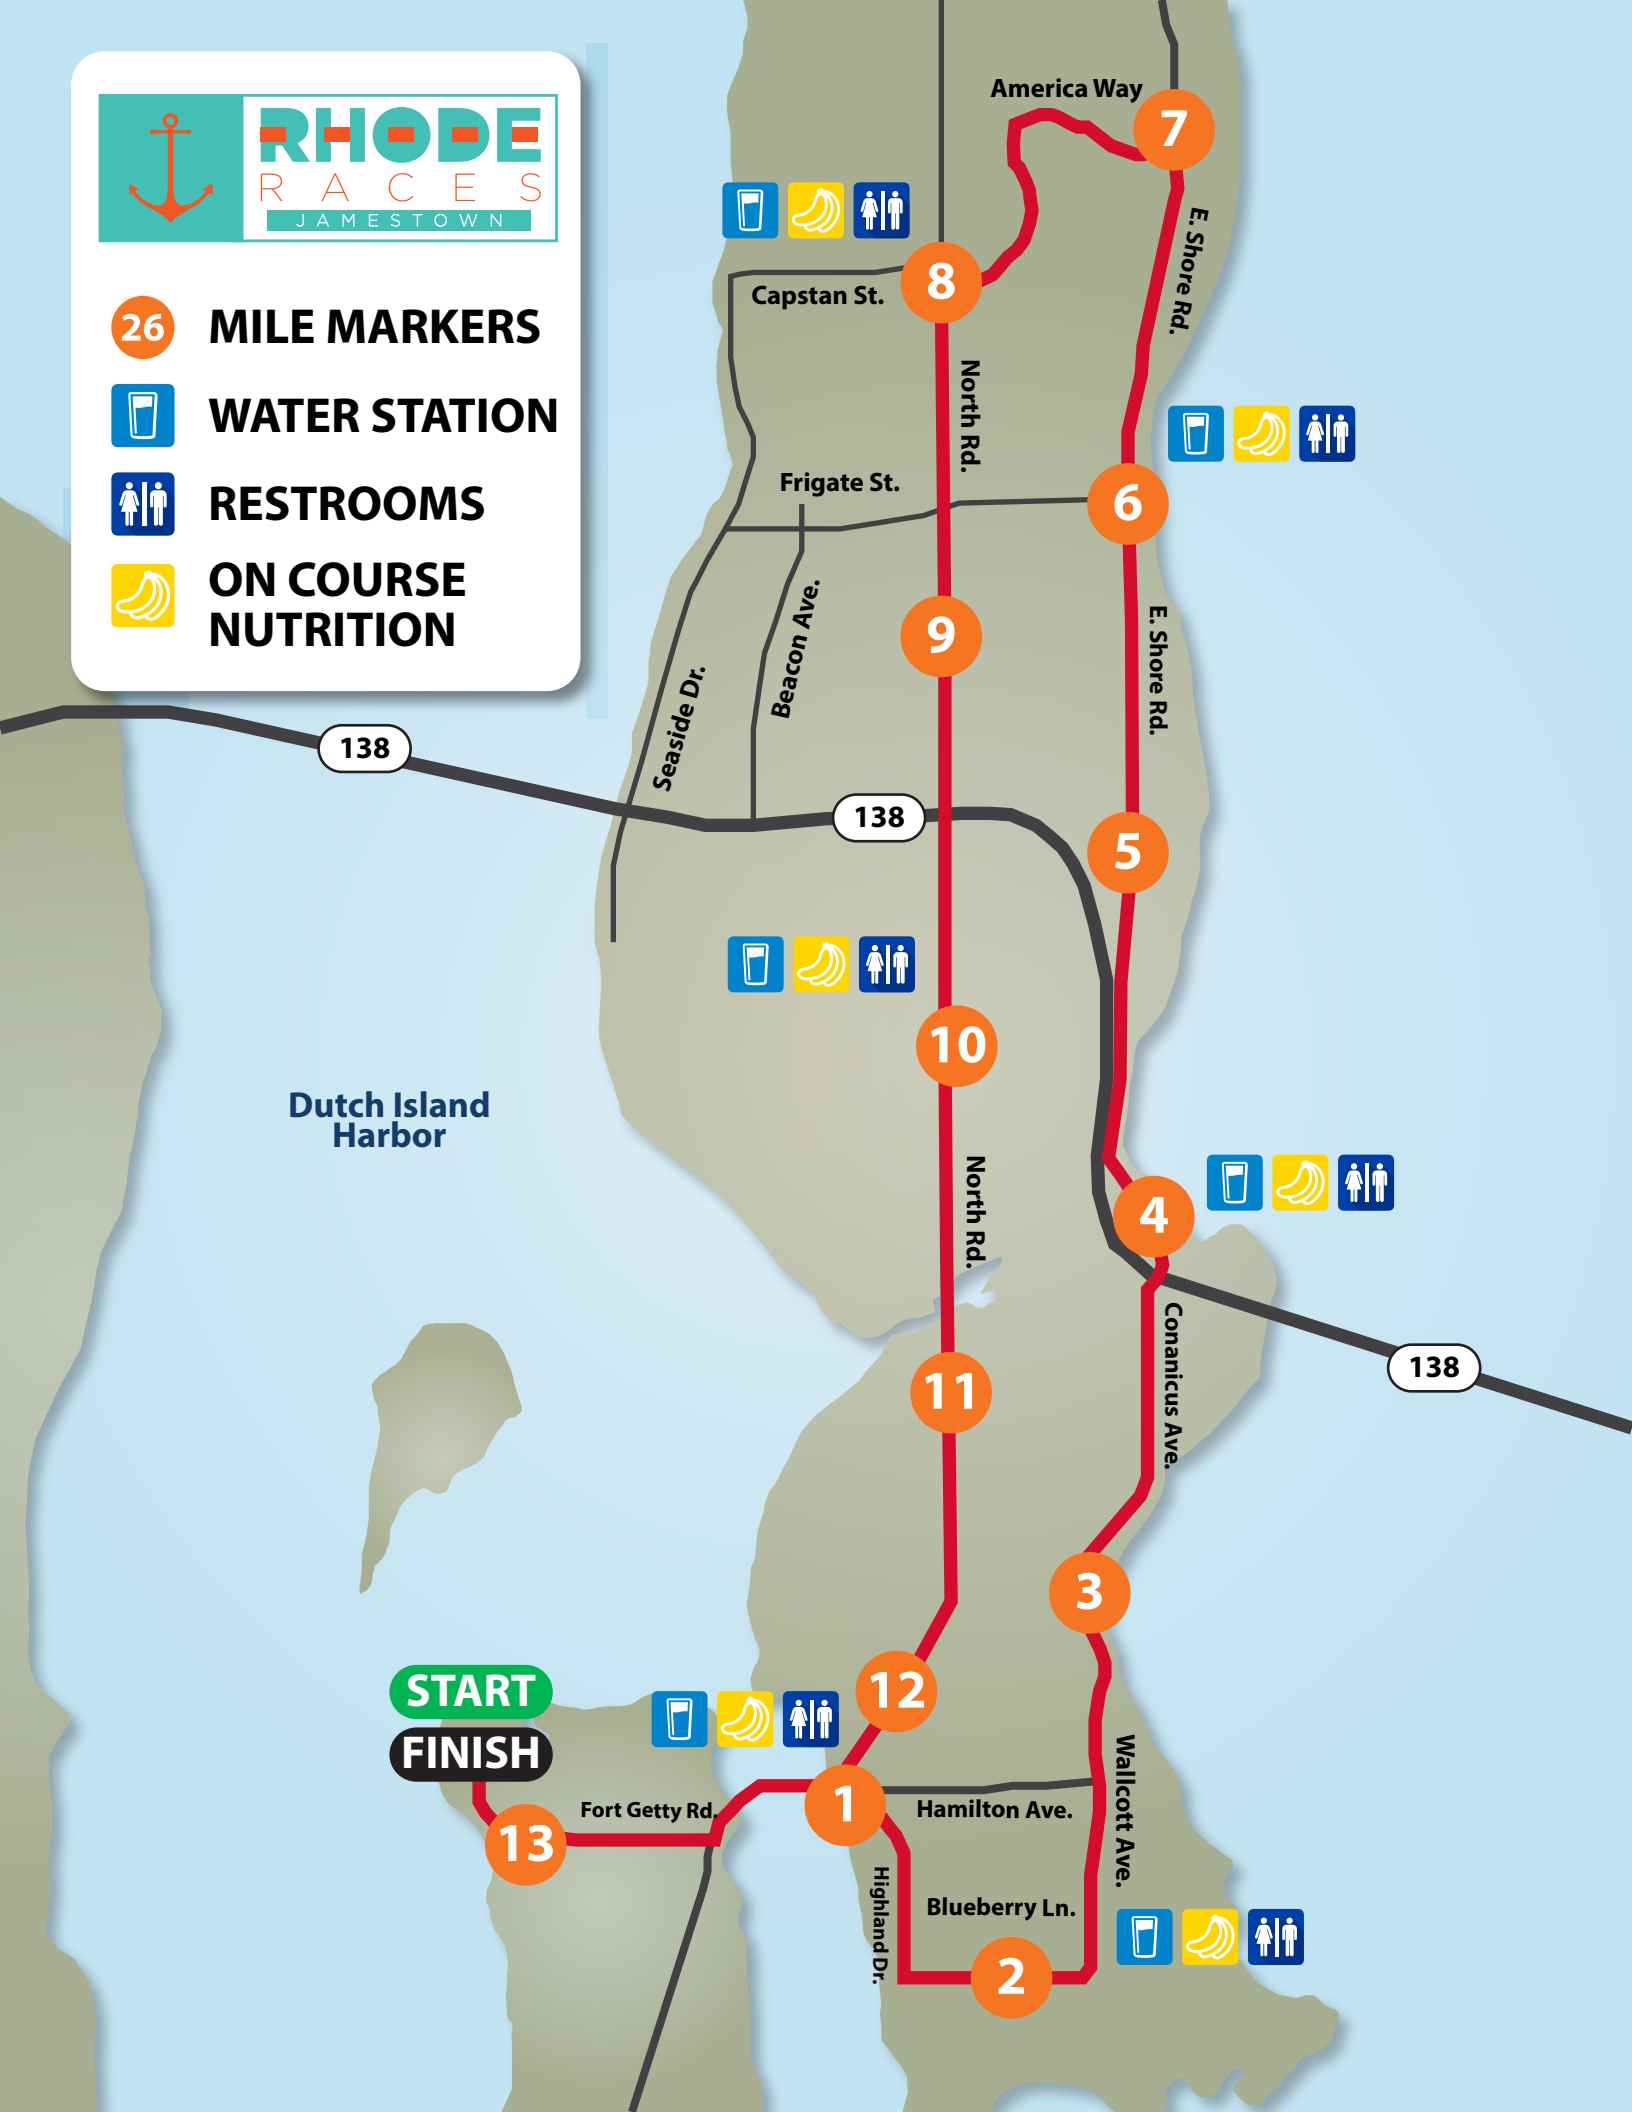 RHODE
RACES
JAMESTOWN
26 MILE MARKERS
WATER STATION
RESTROOMS
ON COURSE
NUTRITION
America Way
7
E. Shore Rd.
8
Capstan St.
North Rd.
Frigate St.
6
Beacon Ave.
9
E. Shore Rd.
Seaside Dr.
138
138
5
10
Dutch Island
Harbor
North Rd.
4
Conanicus Ave.
138
11
3
START
FINISH
12
Wallcott Ave.
1
Fort Getty Rd.
Hamilton Ave.
13
Highland Dr.
Blueberry Ln.
2